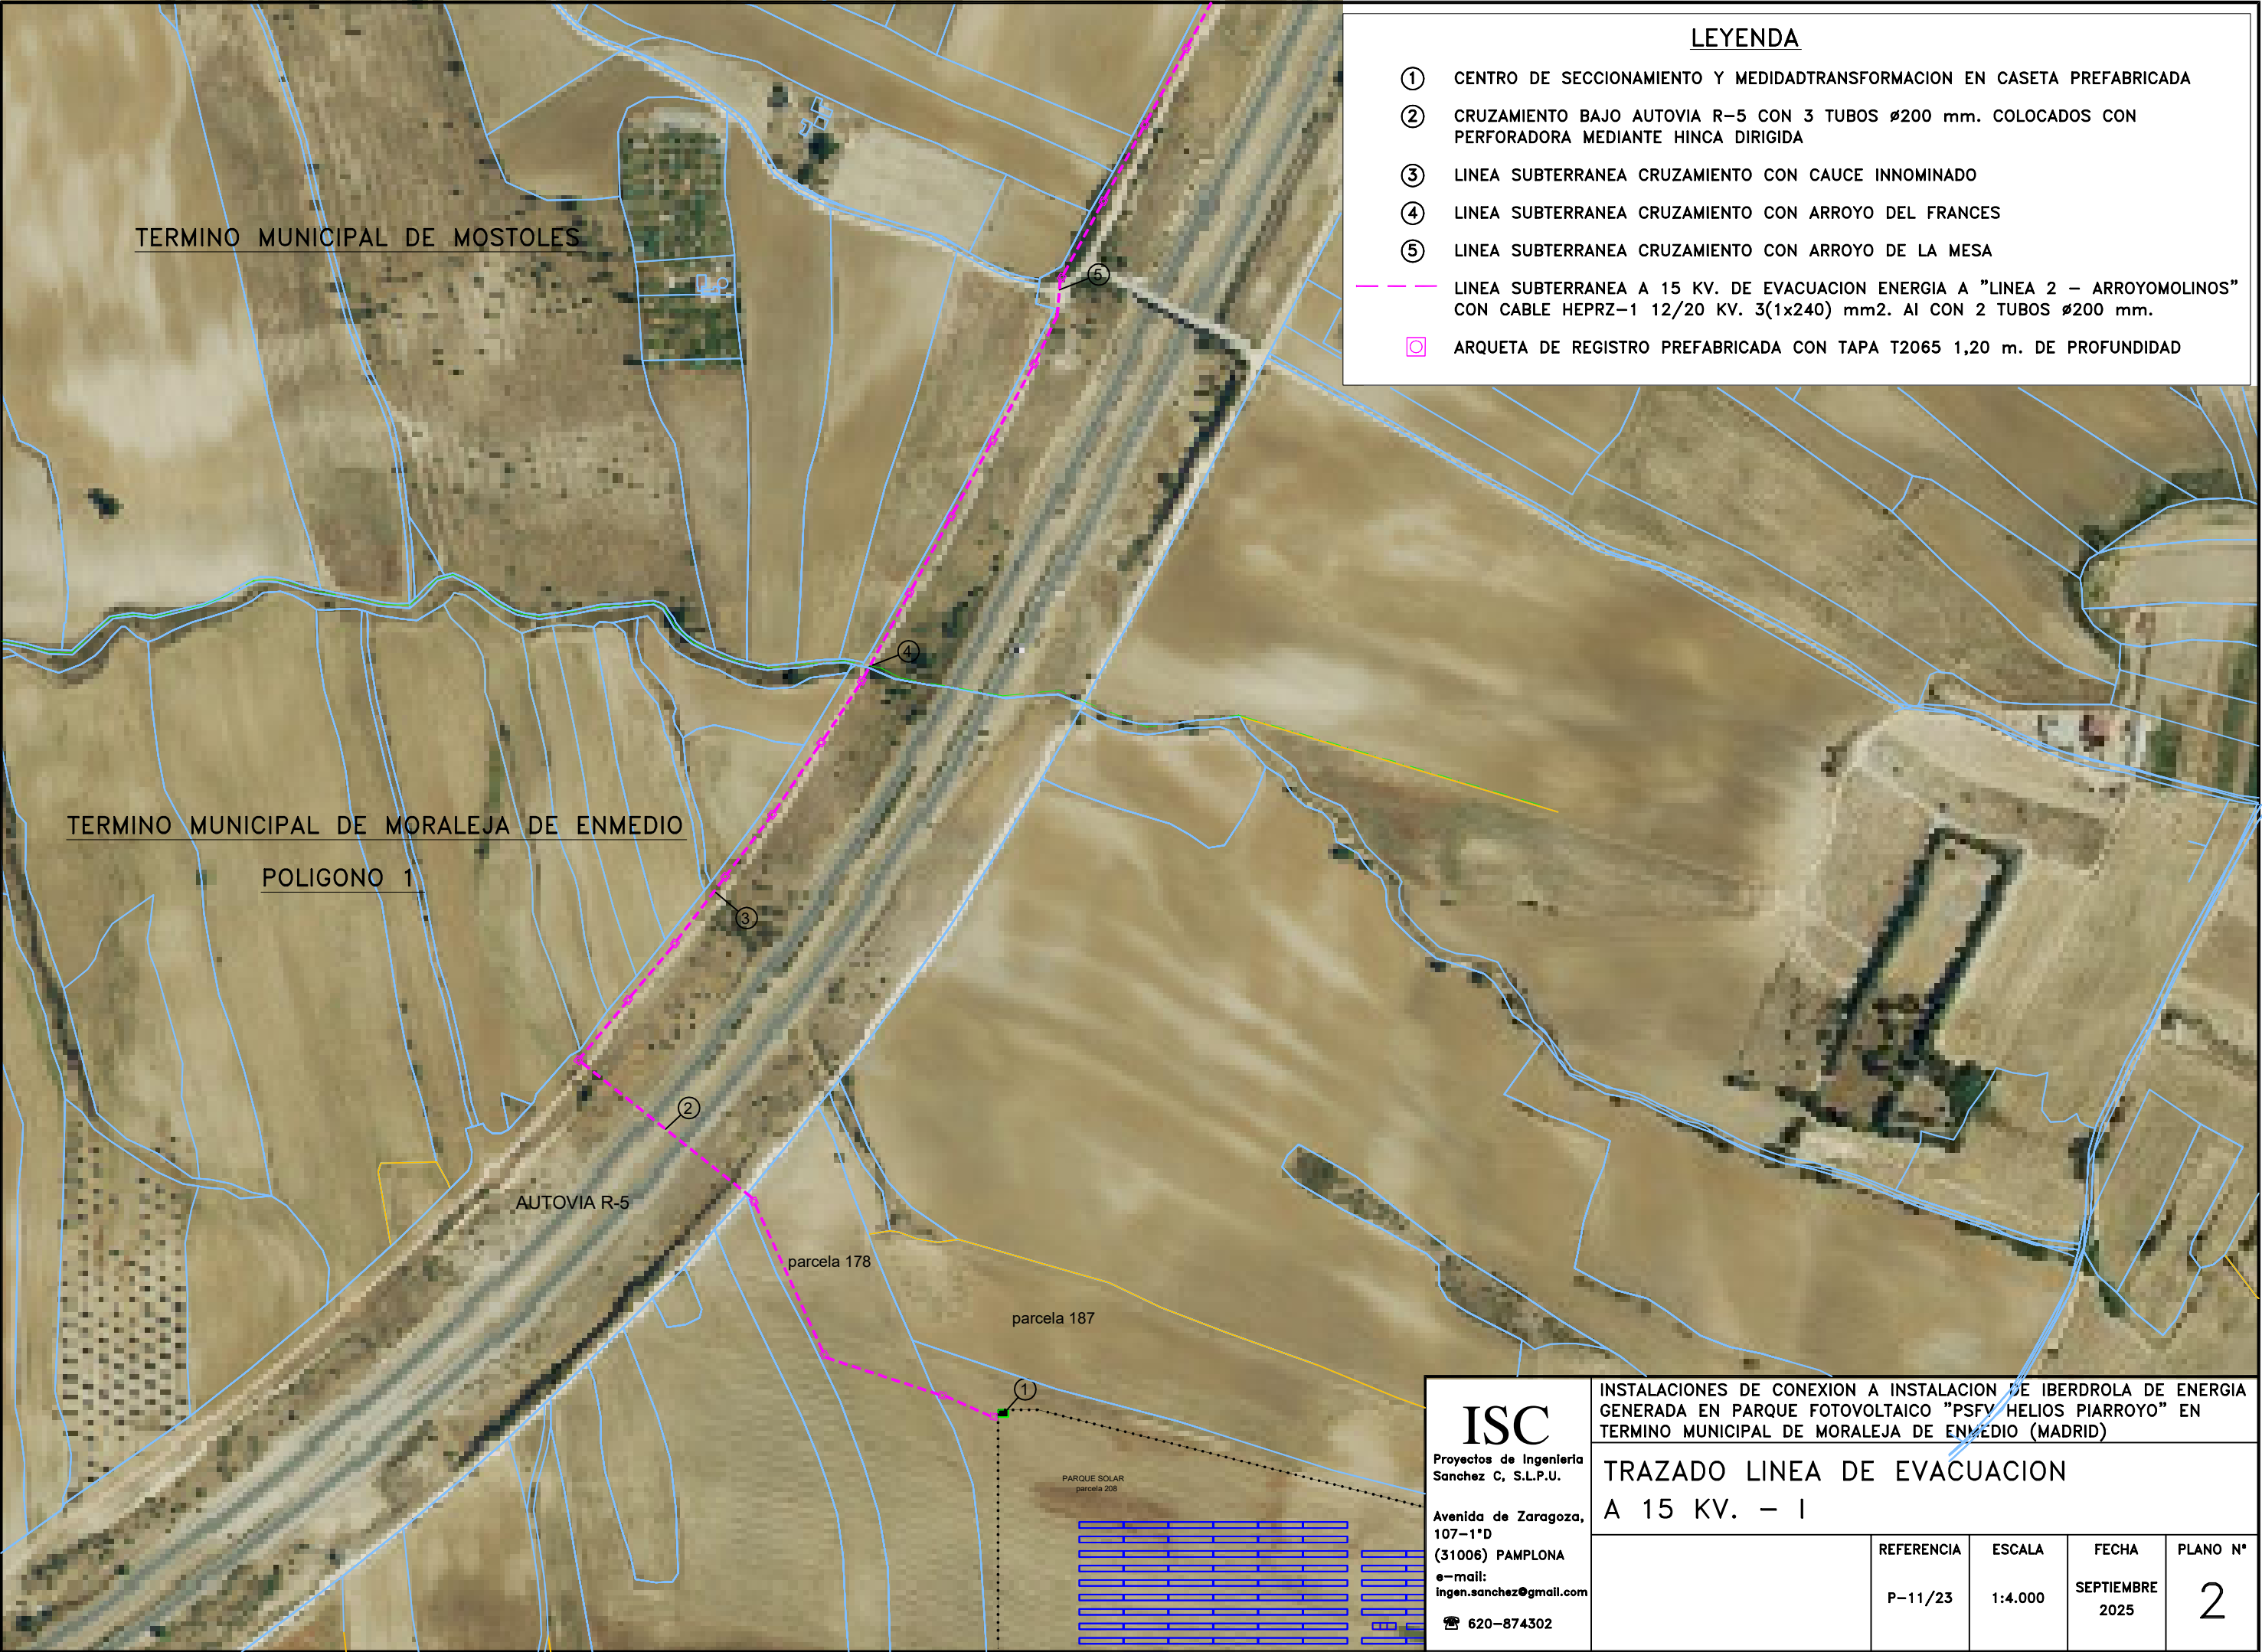 LEYENDA
1 CENTRO DE SECCIONAMIENTO Y MEDIDADTRANSFORMACION EN CASETA PREFABRICADA
2 CRUZAMIENTO BAJO AUTOVIA R-5 CON 3 TUBOS ø200 mm. COLOCADOS CON
PERFORADORA MEDIANTE HINCA DIRIGIDA
3 LINEA SUBTERRANEA CRUZAMIENTO CON CAUCE INNOMINADO
4 LINEA SUBTERRANEA CRUZAMIENTO CON ARROYO DEL FRANCES
5 LINEA SUBTERRANEA CRUZAMIENTO CON ARROYO DE LA MESA
LINEA SUBTERRANEA A 15 KV. DE EVACUACION ENERGIA A "LINEA 2 - ARROYOMOLINOS"
CON CABLE HEPRZ-1 12/20 KV. 3(1x240) mm2. Al CON 2 TUBOS ø200 mm.
ARQUETA DE REGISTRO PREFABRICADA CON TAPA T2065 1,20 m. DE PROFUNDIDAD
TERMINO MUNICIPAL DE MOSTOLES
5
4
TERMINO MUNICIPAL DE MORALEJA DE ENMEDIO
POLIGONO 1
3
2
AUTOVIA R-5
parcela 178
parcela 187
1
PARQUE SOLAR
parcela 208
ISC
Proyectos de Ingenieria
Sanchez C, S.L.P.U.
Avenida de Zaragoza,
107-1ºD
(31006) PAMPLONA
e-mail:
ingen.sanchez@gmail.com
☎ 620-874302
INSTALACIONES DE CONEXION A INSTALACION DE IBERDROLA DE ENERGIA
GENERADA EN PARQUE FOTOVOLTAICO "PSFV HELIOS PIARROYO" EN
TERMINO MUNICIPAL DE MORALEJA DE ENMEDIO (MADRID)
TRAZADO LINEA DE EVACUACION
A 15 KV. - I
REFERENCIA ESCALA FECHA PLANO Nº
P-11/23 1:4.000 SEPTIEMBRE 2025 2